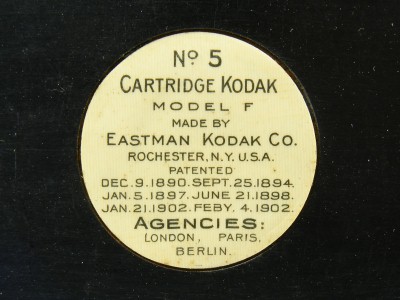 Nº 5
CARTRIDGE KODAK
MODEL F
MADE BY
EASTMAN KODAK CO.
ROCHESTER, N.Y. U.S.A.
PATENTED
DEC. 9. 1890. SEPT. 25. 1894.
JAN. 5. 1897. JUNE 21. 1898.
JAN. 21. 1902. FEBY. 4. 1902.
AGENCIES:
LONDON, PARIS,
BERLIN.